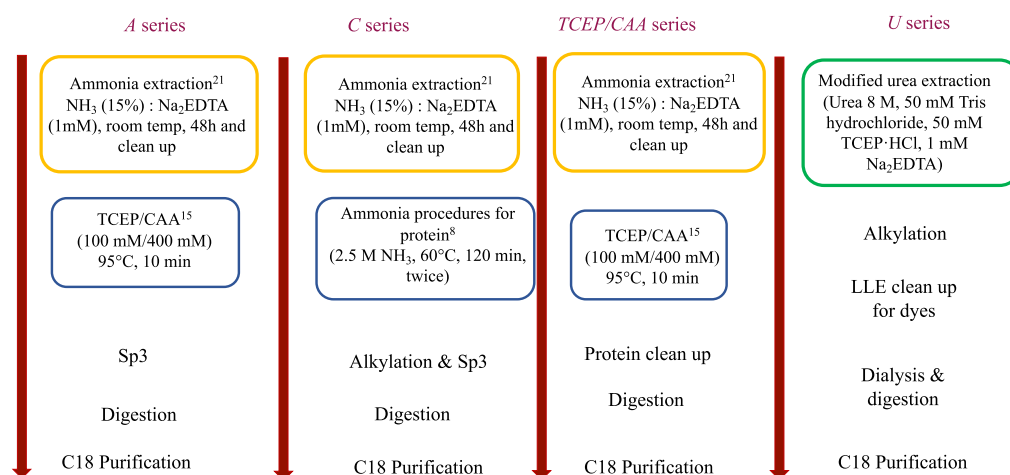 A series
Ammonia extraction21
NH3 (15%) : Na2EDTA
(1mM), room temp, 48h and
clean up
TCEP/CAA15
(100 mM/400 mM)
95°C, 10 min
Sp3
Digestion
C18 Purification
C series
Ammonia extraction21
NH3 (15%) : Na2EDTA
(1mM), room temp, 48h and
clean up
Ammonia procedures for
protein8
(2.5 M NH3, 60°C, 120 min,
twice)
Alkylation & Sp3
Digestion
C18 Purification
TCEP/CAA series
Ammonia extraction21
NH3 (15%) : Na2EDTA
(1mM), room temp, 48h and
clean up
TCEP/CAA15
(100 mM/400 mM)
95°C, 10 min
Protein clean up
Digestion
C18 Purification
U series
Modified urea extraction
(Urea 8 M, 50 mM Tris
hydrochloride, 50 mM
TCEP·HCl, 1 mM
Na2EDTA)
Alkylation
LLE clean up
for dyes
Dialysis &
digestion
C18 Purification